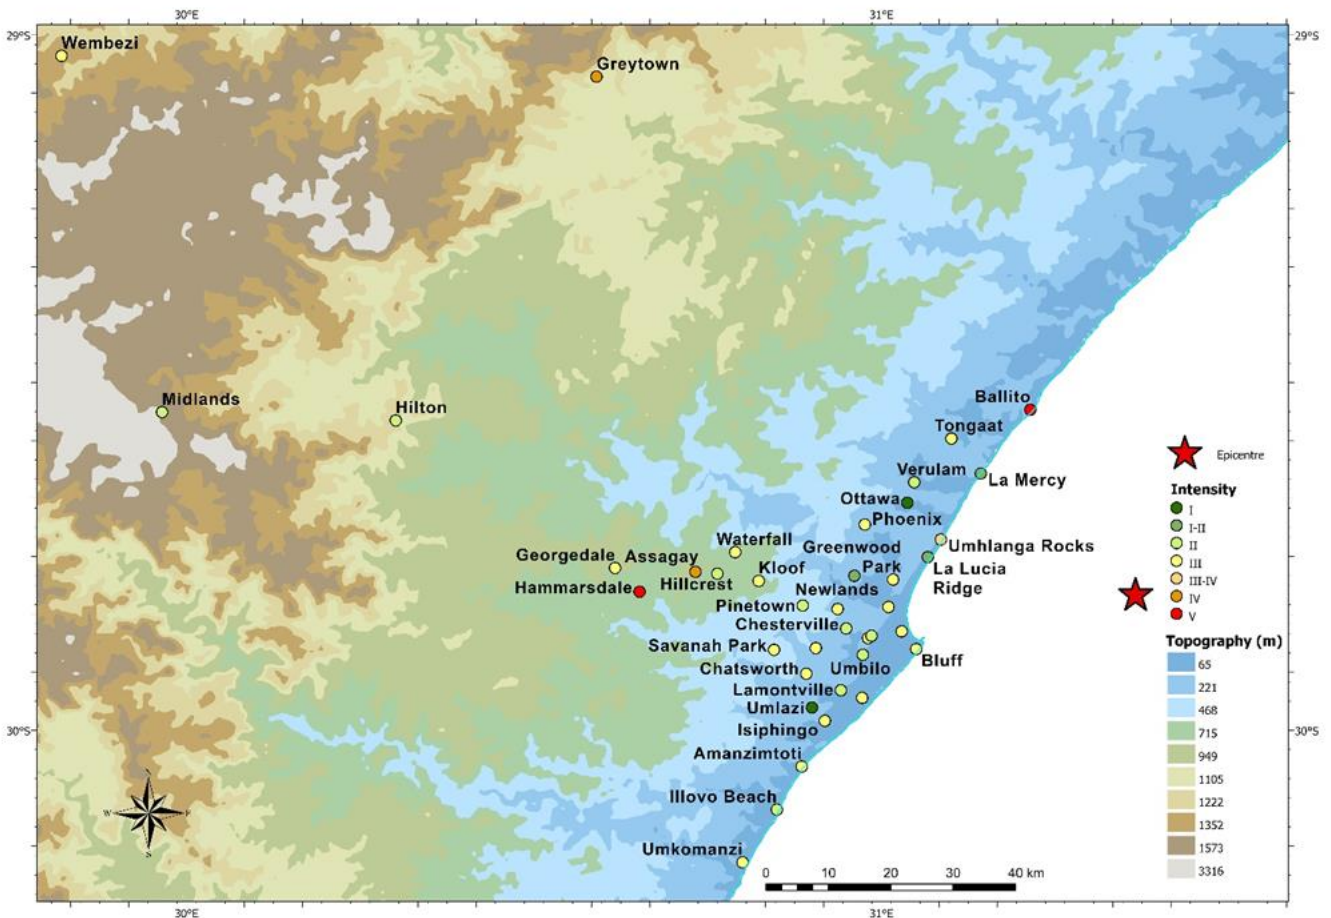 30°E
31°E
29°S
29°S
Wembezi
Greytown
Midlands
Hilton
Ballito
Tongaat
Verulam
La Mercy
Ottawa
Phoenix
Waterfall
Greenwood
Park
Umhlanga Rocks
Georgedale
Assagay
Kloof
La Lucia
Ridge
Hammarsdale
Hillcrest
Newlands
Pinetown
Chesterville
Savanah Park
Umbilo
Bluff
Chatsworth
Lamontville
Umlazi
Isiphingo
30°S
30°S
Amanzimtoti
Illovo Beach
Umkomanzi
Epicentre
Intensity
I
I-II
II
III
III-IV
IV
V
Topography (m)
65
221
468
715
949
1105
1222
1352
1573
3316
N
W
E
S
0
10
20
30
40 km
30°E
31°E